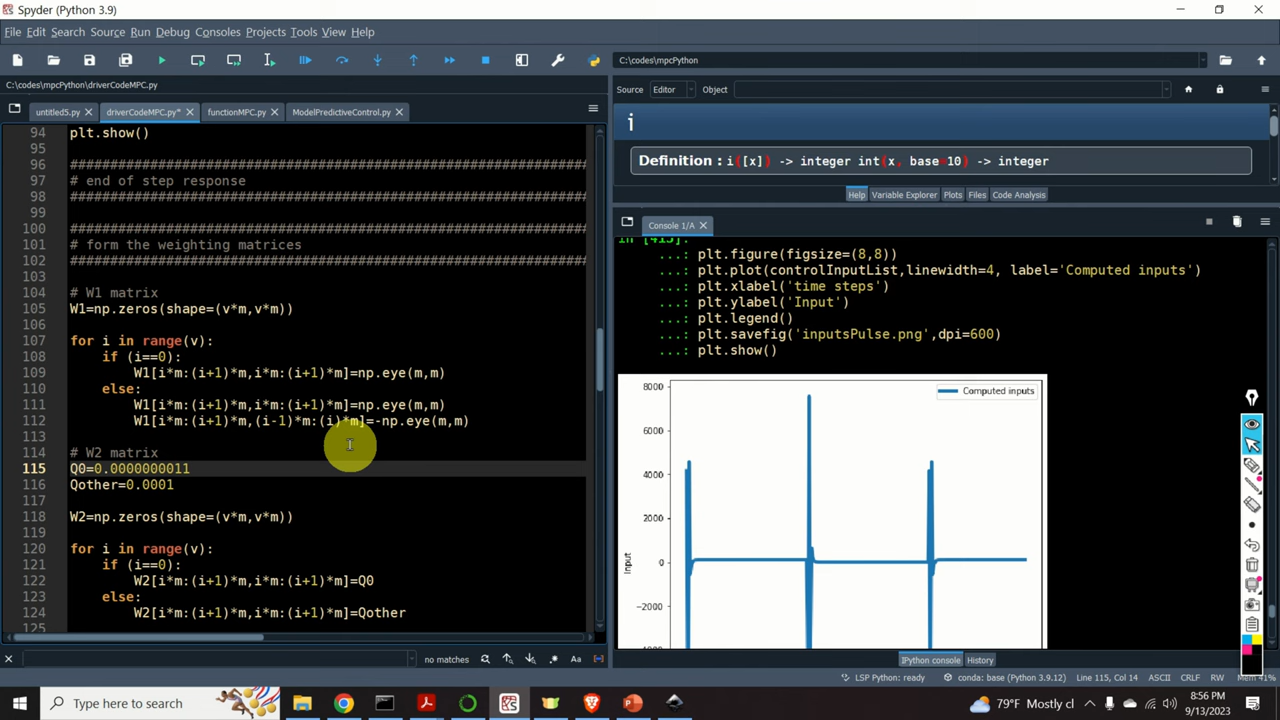 Spyder (Python 3.9)
File Edit Search Source Run Debug Consoles Projects Tools View Help
C:\codes\mpcPython
C:\codes\mpcPython\driverCodeMPC.py
untitled5.py
driverCodeMPC.py*
functionMPC.py
ModelPredictiveControl.py
94 plt.show()
95
96 ####################################################################
97 # end of step response
98 ####################################################################
99
100 ####################################################################
101 # form the weighting matrices
102 ####################################################################
103
104 # W1 matrix
105 W1=np.zeros(shape=(v*m,v*m))
106
107 for i in range(v):
108 if (i==0):
109 W1[i*m:(i+1)*m,i*m:(i+1)*m]=np.eye(m,m)
110 else:
111 W1[i*m:(i+1)*m,i*m:(i+1)*m]=np.eye(m,m)
112 W1[i*m:(i+1)*m,(i-1)*m:(i)*m]=-np.eye(m,m)
113
114 # W2 matrix
115 Q0=0.0000000011
116 Qother=0.0001
117
118 W2=np.zeros(shape=(v*m,v*m))
119
120 for i in range(v):
121 if (i==0):
122 W2[i*m:(i+1)*m,i*m:(i+1)*m]=Q0
123 else:
124 W2[i*m:(i+1)*m,i*m:(i+1)*m]=Qother
125
no matches
Aa
Source Editor Object
i
Definition : i([x]) -> integer int(x, base=10) -> integer
Help Variable Explorer Plots Files Code Analysis
Console 1/A
In [415]:
...: plt.figure(figsize=(8,8))
...: plt.plot(controlInputList,linewidth=4, label='Computed inputs')
...: plt.xlabel('time steps')
...: plt.ylabel('Input')
...: plt.legend()
...: plt.savefig('inputsPulse.png',dpi=600)
...: plt.show()
8000
Computed inputs
6000
4000
2000
0
Input
−2000
IPython console History
LSP Python: ready conda: base (Python 3.9.12) Line 115, Col 14 ASCII CRLF RW Mem 41%
Type here to search
79°F Mostly cl
8:56 PM
9/13/2023